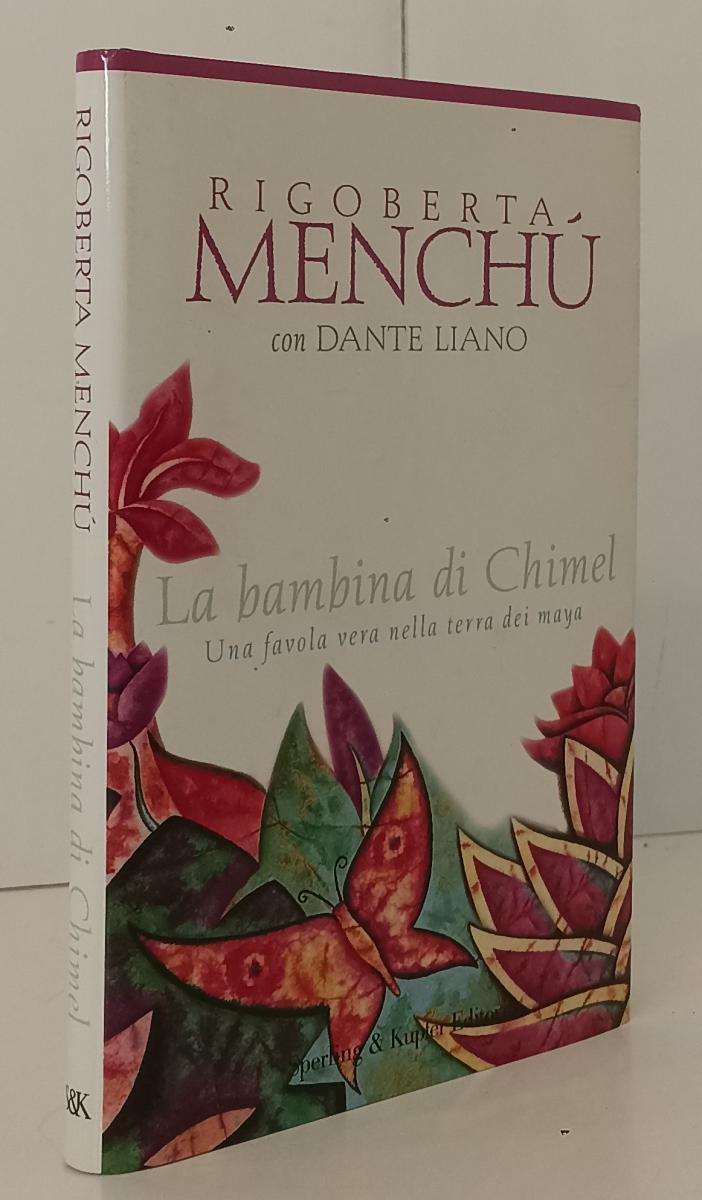 RIGOBERTA
MENCHÚ
con DANTE LIANO
La bambina di Chimel
Una favola vera nella terra dei maya
Sperling & Kupfer Editori
RIGOBERTA MENCHÚ La bambina di Chimel
S&K